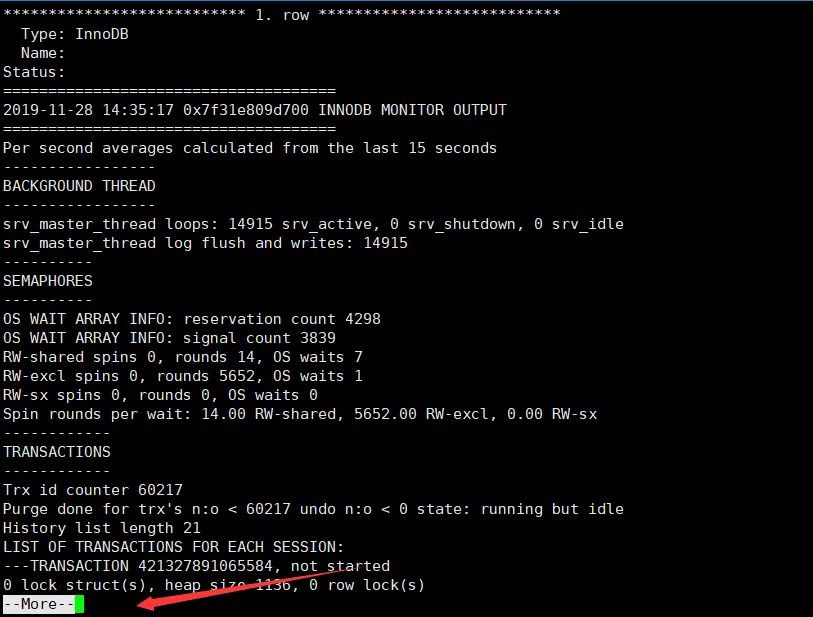 *************************** 1. row ***************************
  Type: InnoDB
  Name:
Status:
=====================================
2019-11-28 14:35:17 0x7f31e809d700 INNODB MONITOR OUTPUT
=====================================
Per second averages calculated from the last 15 seconds
-----------------
BACKGROUND THREAD
-----------------
srv_master_thread loops: 14915 srv_active, 0 srv_shutdown, 0 srv_idle
srv_master_thread log flush and writes: 14915
----------
SEMAPHORES
----------
OS WAIT ARRAY INFO: reservation count 4298
OS WAIT ARRAY INFO: signal count 3839
RW-shared spins 0, rounds 14, OS waits 7
RW-excl spins 0, rounds 5652, OS waits 1
RW-sx spins 0, rounds 0, OS waits 0
Spin rounds per wait: 14.00 RW-shared, 5652.00 RW-excl, 0.00 RW-sx
------------
TRANSACTIONS
------------
Trx id counter 60217
Purge done for trx's n:o < 60217 undo n:o < 0 state: running but idle
History list length 21
LIST OF TRANSACTIONS FOR EACH SESSION:
---TRANSACTION 421327891065584, not started
0 lock struct(s), heap size 1136, 0 row lock(s)
--More--